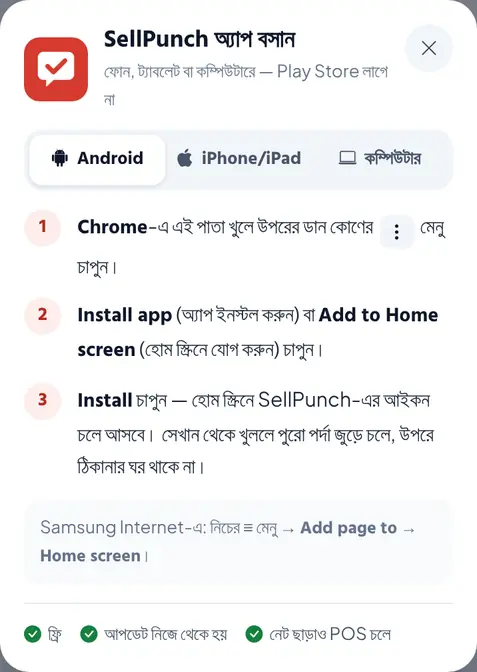 SellPunch অ্যাপ বসান
ফোন, ট্যাবলেট বা কম্পিউটারে — Play Store লাগে
না
Android
iPhone/iPad
কম্পিউটার
1 Chrome-এ এই পাতা খুলে উপরের ডান কোণের ⋮ মেনু
চাপুন।
2 Install app (অ্যাপ ইনস্টল করুন) বা Add to Home
screen (হোম স্ক্রিনে যোগ করুন) চাপুন।
3 Install চাপুন — হোম স্ক্রিনে SellPunch-এর আইকন
চলে আসবে। সেখান থেকে খুললে পুরো পর্দা জুড়ে চলে, উপরে
ঠিকানার ঘর থাকে না।
Samsung Internet-এ: নিচের ≡ মেনু → Add page to →
Home screen।
ফ্রি
আপডেট নিজে থেকে হয়
নেট ছাড়াও POS চলে